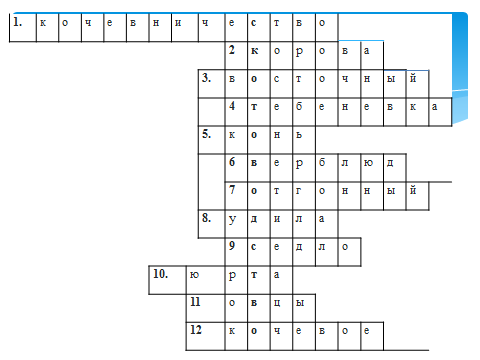 1. кочевничество
2 корова
3. восточный
4 тебеневка
5. конь
6 верблюд
7 отгонный
8. удила
9 седло
10. юрта
11 овцы
12 кочевое